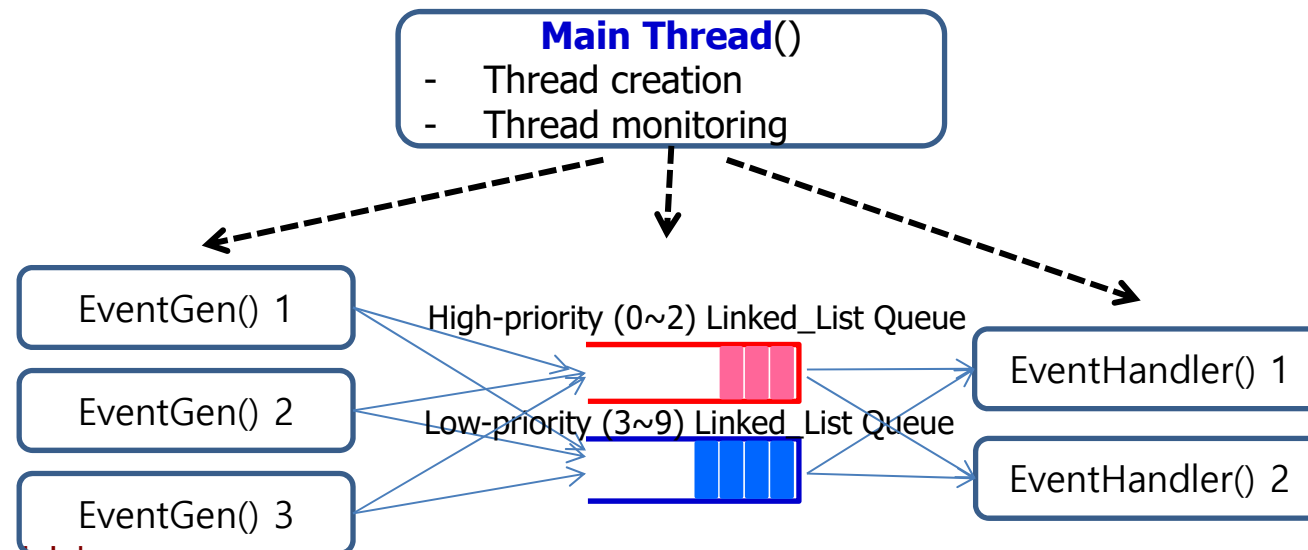 Main Thread()
- Thread creation
- Thread monitoring
EventGen() 1
High-priority (0~2) Linked_List Queue
EventHandler() 1
EventGen() 2
Low-priority (3~9) Linked_List Queue
EventHandler() 2
EventGen() 3